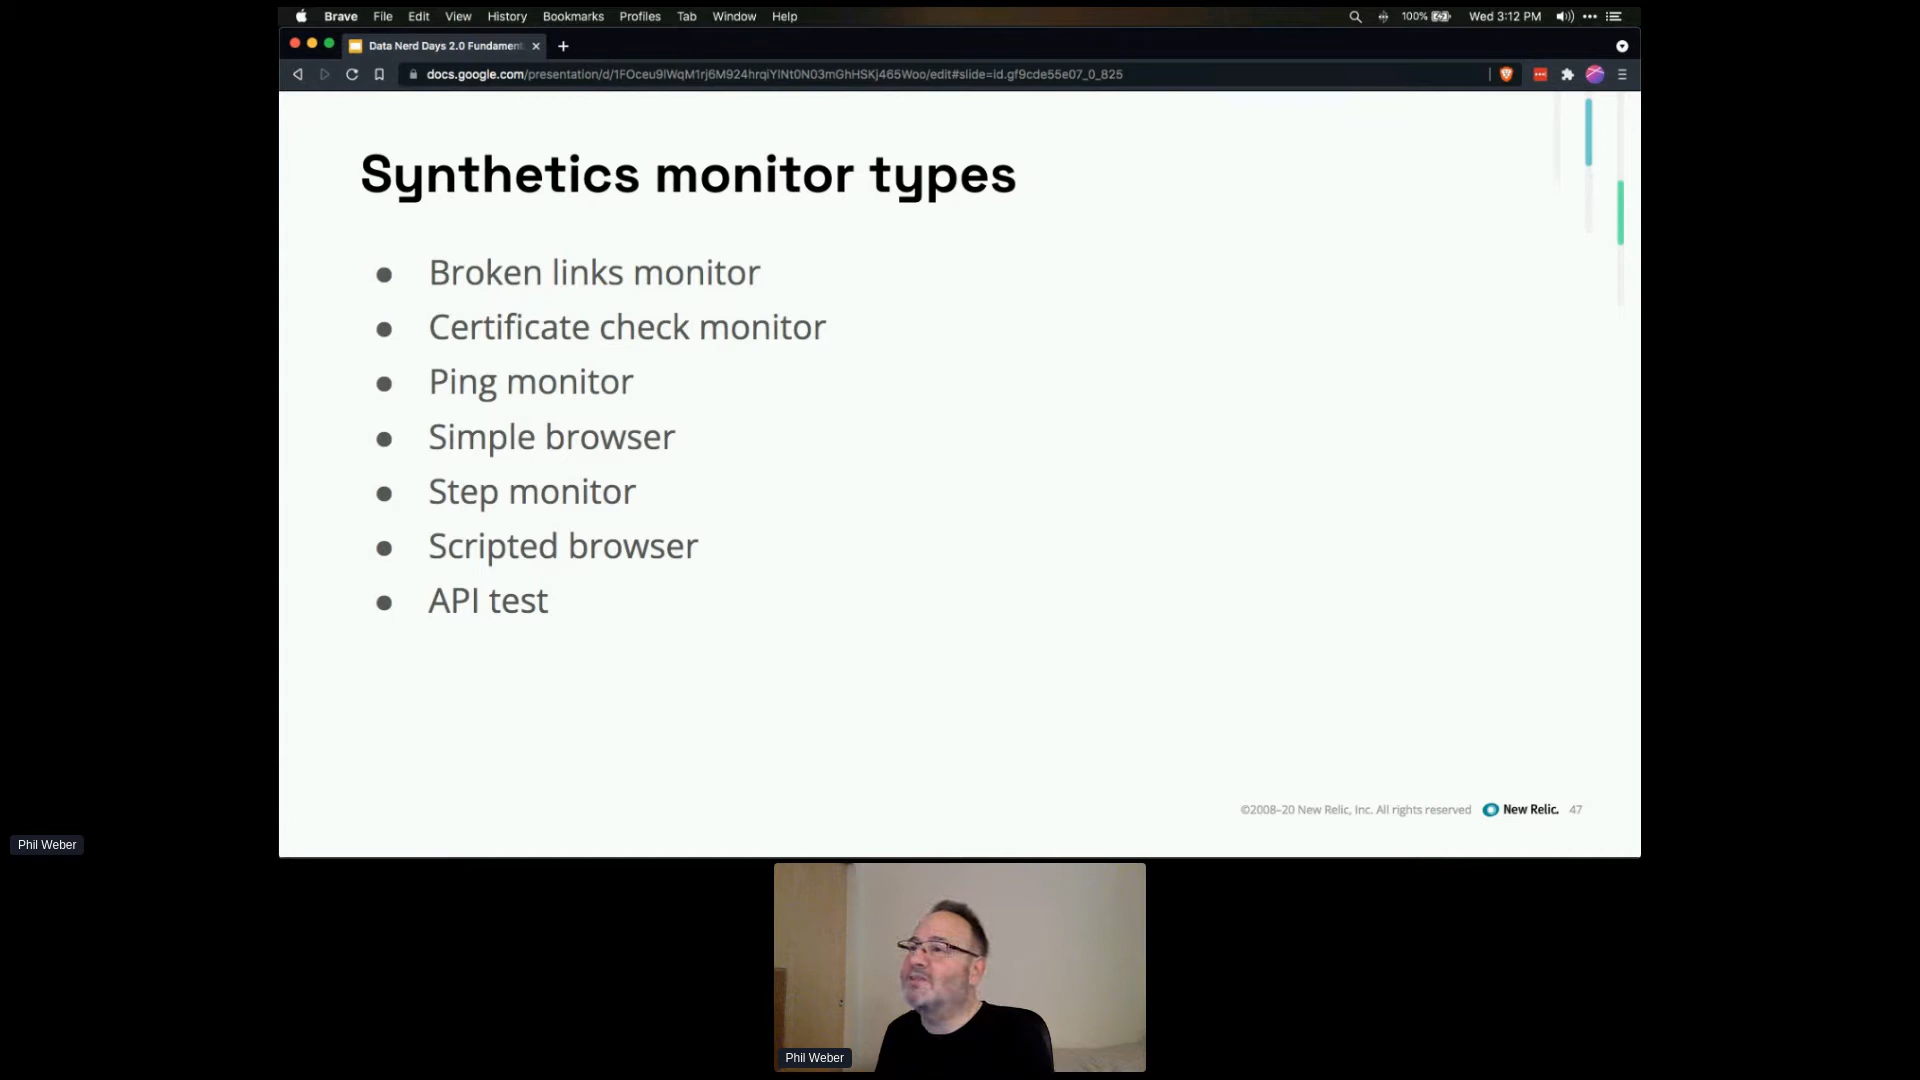 Brave File Edit View History Bookmarks Profiles Tab Window Help 100% Wed 3:12 PM
Data Nerd Days 2.0 Fundament
docs.google.com/presentation/d/1FOceu9lWqM1rj6M924hrqiYlNt0N03mGhHSKj465Woo/edit#slide=id.gf9cde55e07_0_825
Synthetics monitor types
● Broken links monitor
● Certificate check monitor
● Ping monitor
● Simple browser
● Step monitor
● Scripted browser
● API test
©2008–20 New Relic, Inc. All rights reserved New Relic. 47
Phil Weber
Phil Weber